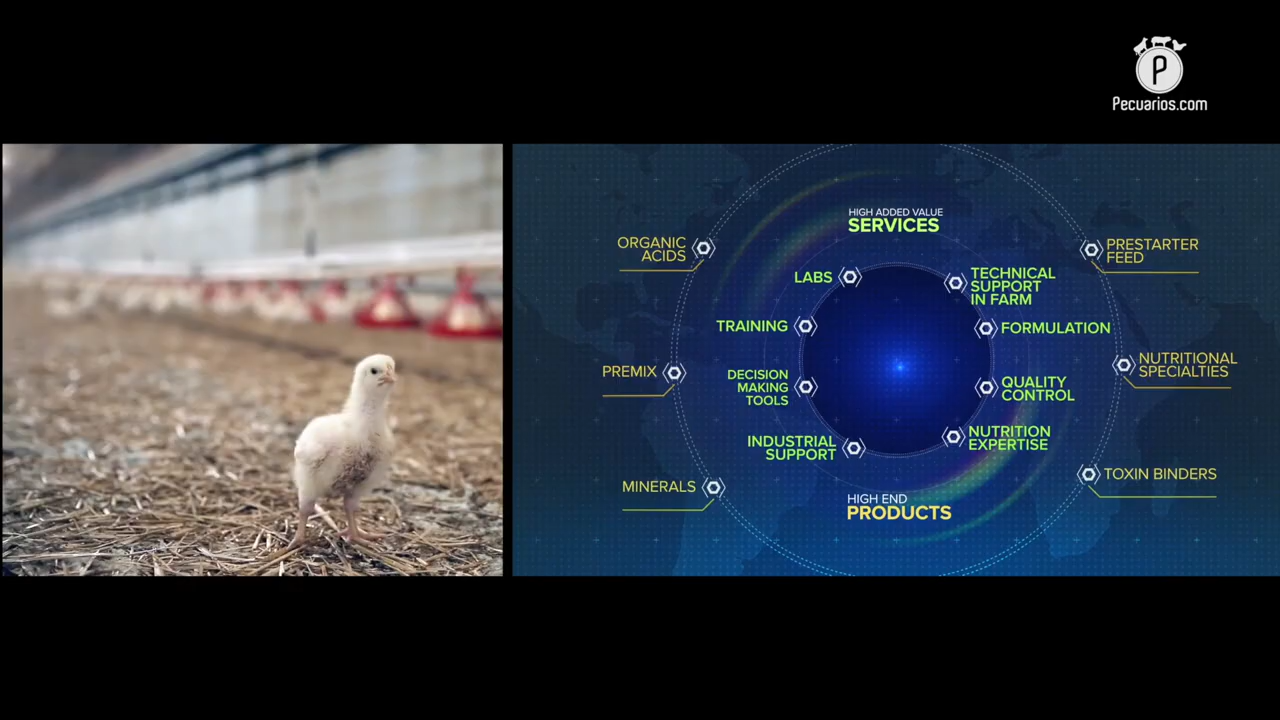 P
Pecuarios.com
HIGH ADDED VALUE
SERVICES
ORGANIC
ACIDS
PRESTARTER
FEED
LABS
TECHNICAL
SUPPORT
IN FARM
TRAINING
FORMULATION
PREMIX
NUTRITIONAL
SPECIALTIES
DECISION
MAKING
TOOLS
QUALITY
CONTROL
INDUSTRIAL
SUPPORT
NUTRITION
EXPERTISE
MINERALS
TOXIN BINDERS
HIGH END
PRODUCTS